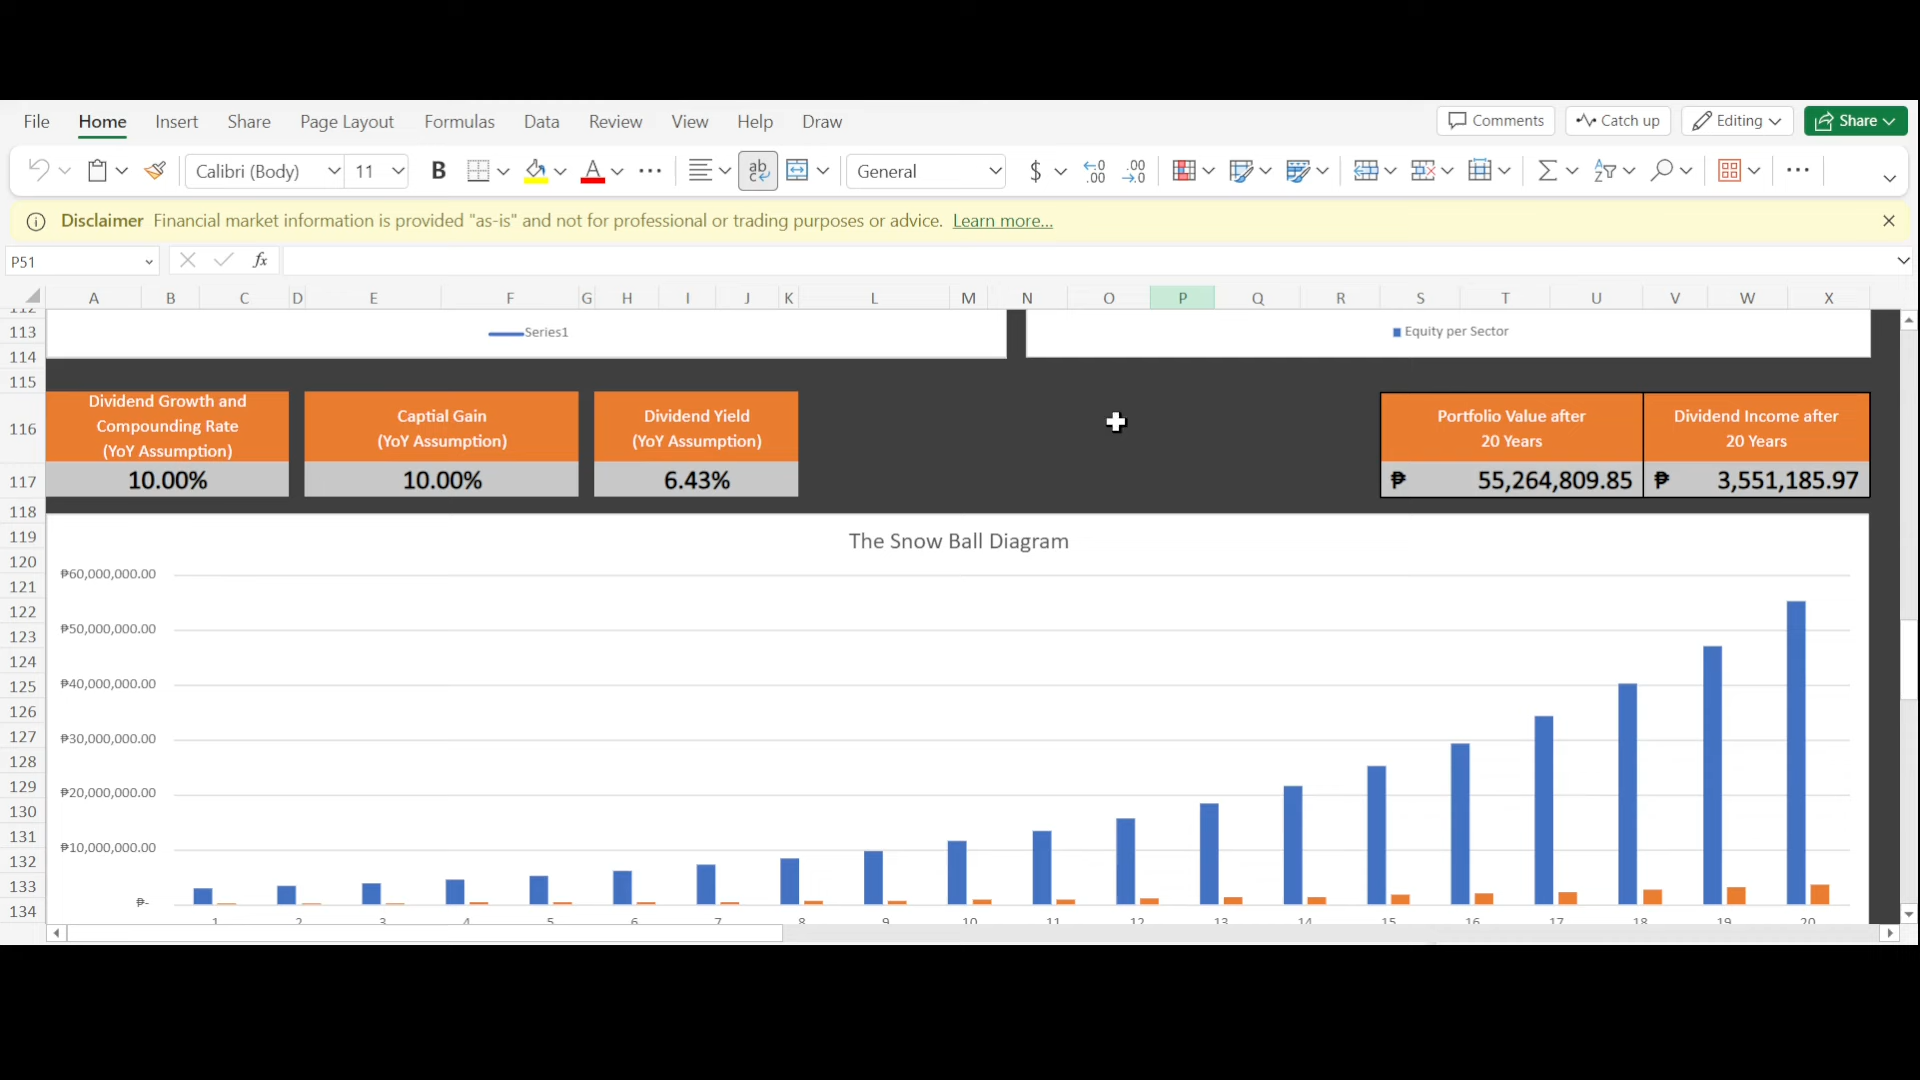 File Home Insert Share Page Layout Formulas Data Review View Help Draw Comments Catch up Editing Share
Calibri (Body) 11 B A ... ab c General $ .00 .00
Disclaimer Financial market information is provided "as-is" and not for professional or trading purposes or advice. Learn more...
P51 fx
A B C D E F G H I J K L M N O P Q R S T U V W X
113 Series1 Equity per Sector
114
115
Dividend Growth and
Compounding Rate
(YoY Assumption)
Captial Gain
(YoY Assumption)
Dividend Yield
(YoY Assumption)
Portfolio Value after
20 Years
Dividend Income after
20 Years
116
117 10.00% 10.00% 6.43% ₱ 55,264,809.85 ₱ 3,551,185.97
118
119 The Snow Ball Diagram
120 ₱60,000,000.00
121
122
123 ₱50,000,000.00
124
125 ₱40,000,000.00
126
127 ₱30,000,000.00
128
129 ₱20,000,000.00
130
131
132 ₱10,000,000.00
133
134 ₱-
1 2 3 4 5 6 7 8 9 10 11 12 13 14 15 16 17 18 19 20